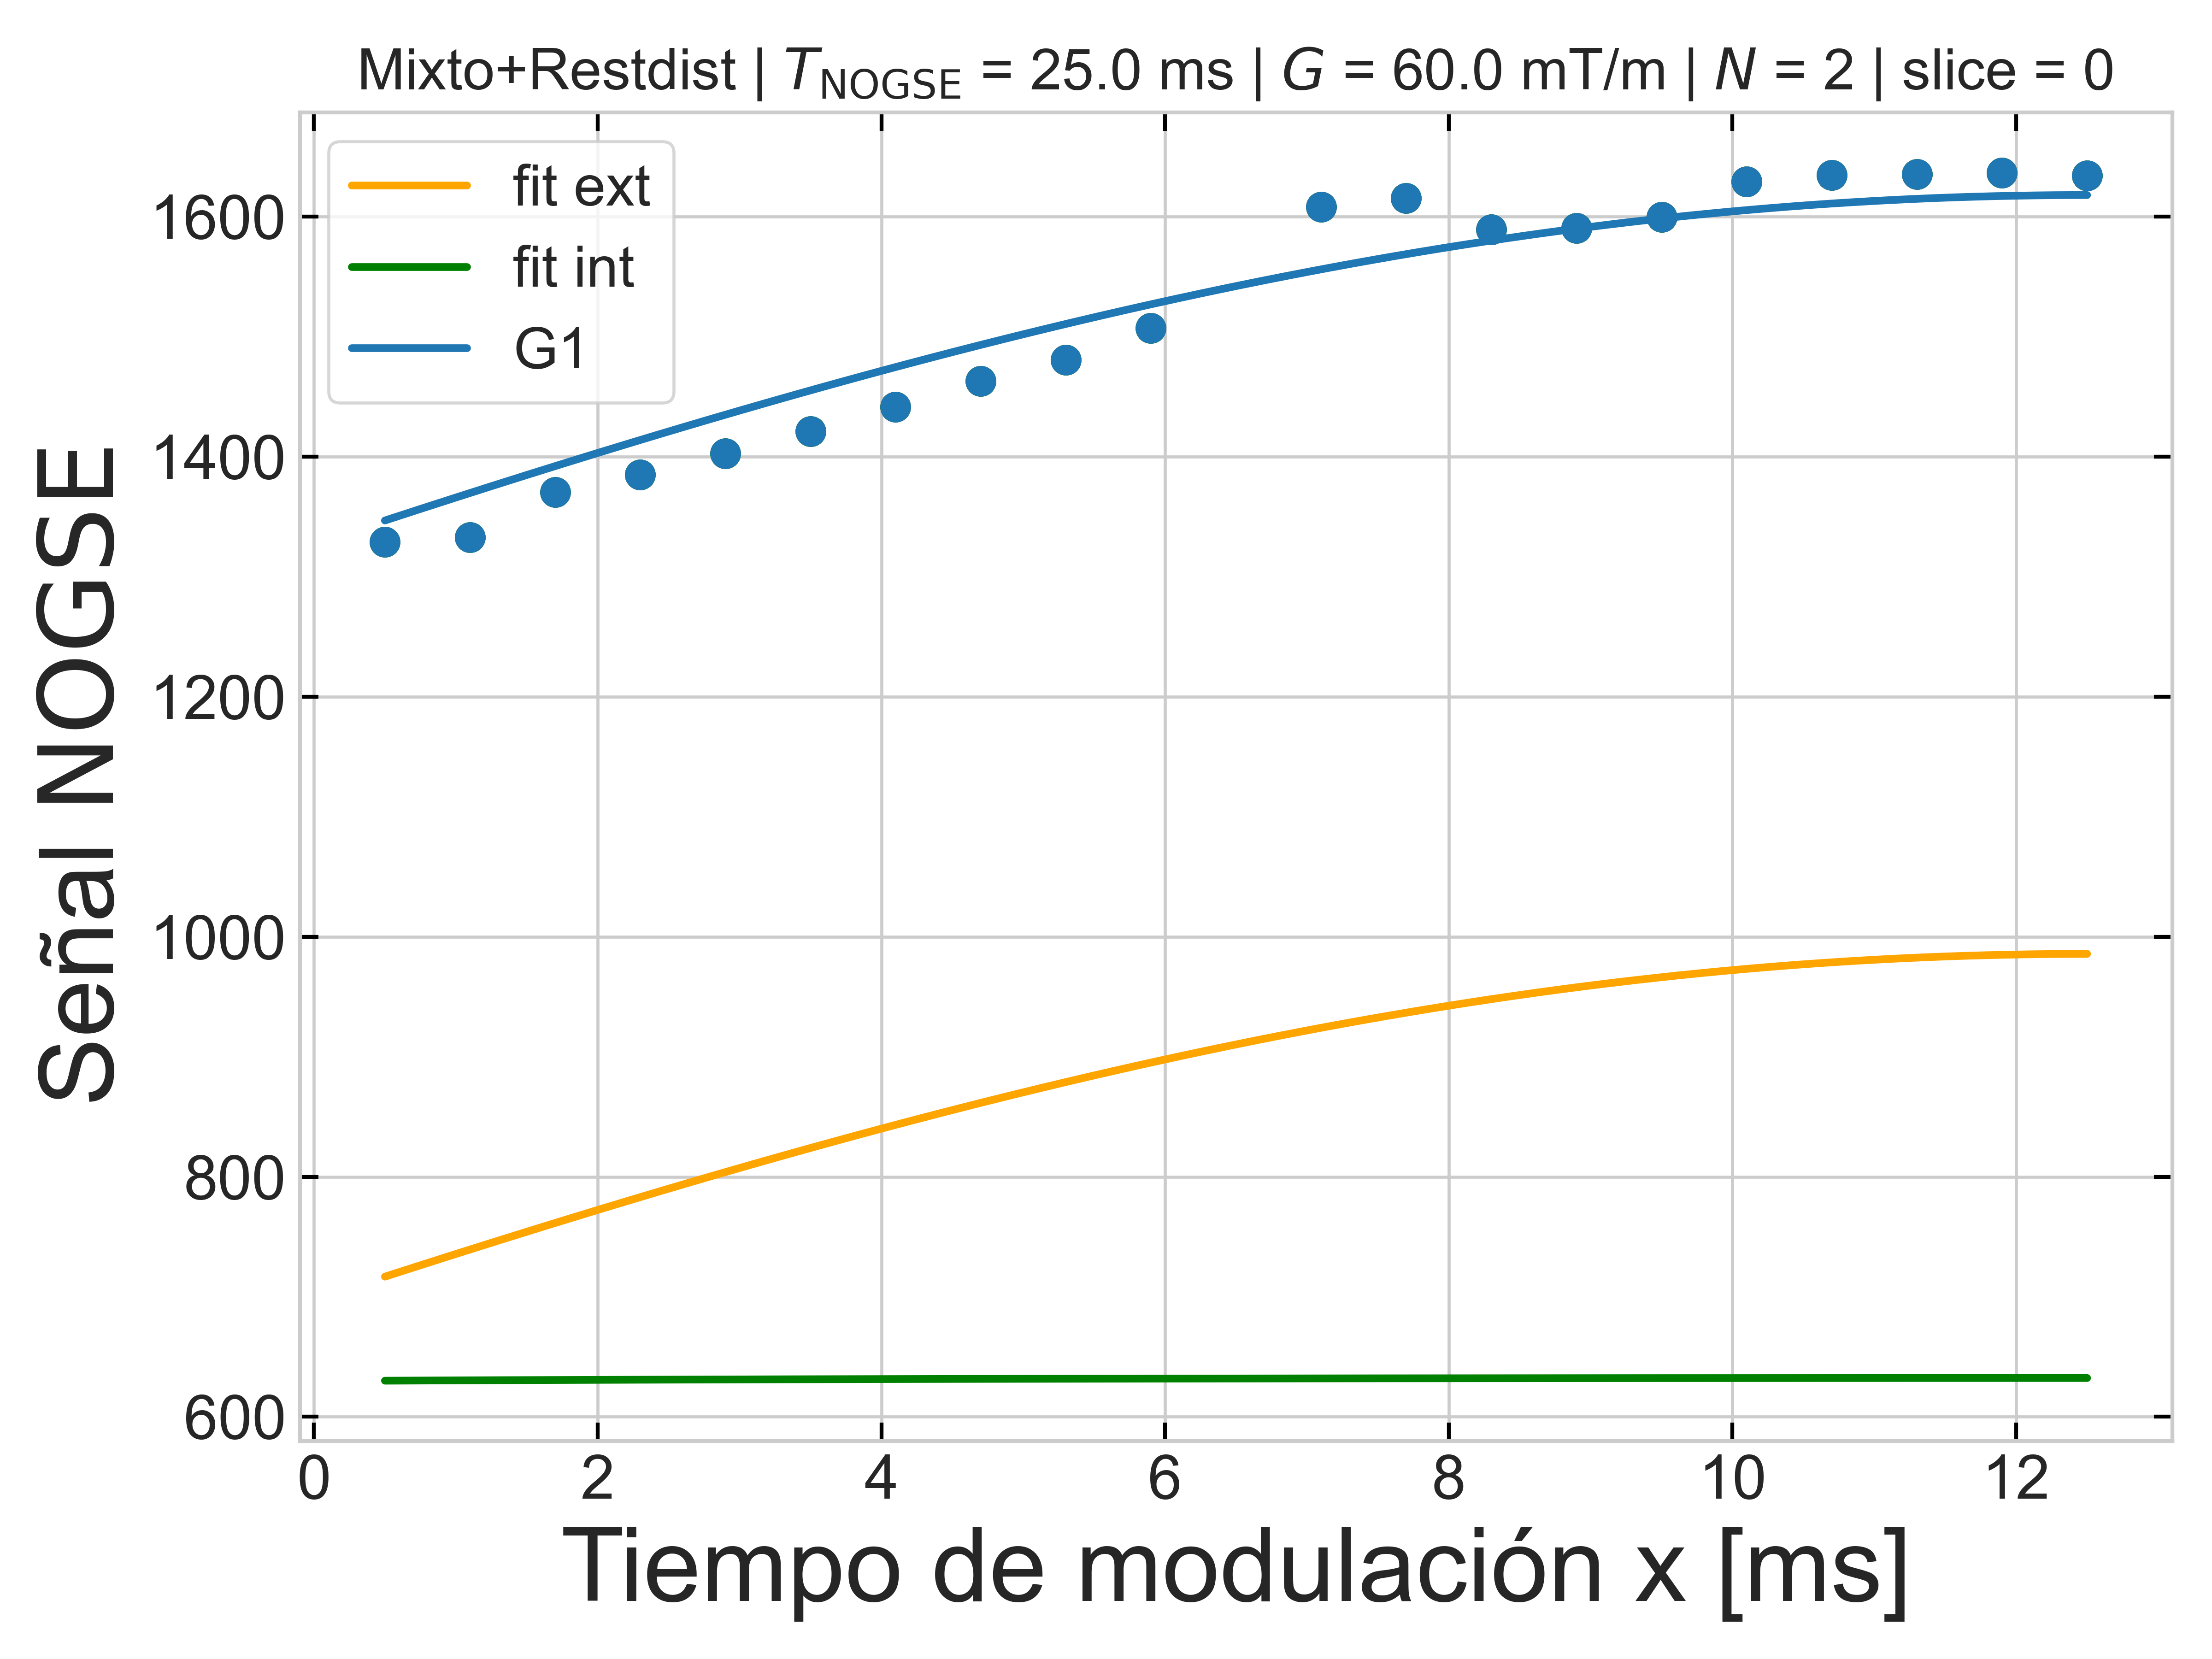 Mixto+Restdist | T_NOGSE = 25.0 ms | G = 60.0 mT/m | N = 2 | slice = 0
fit ext
fit int
G1
1600
1400
1200
1000
800
600
Señal NOGSE
0 2 4 6 8 10 12
Tiempo de modulación x [ms]